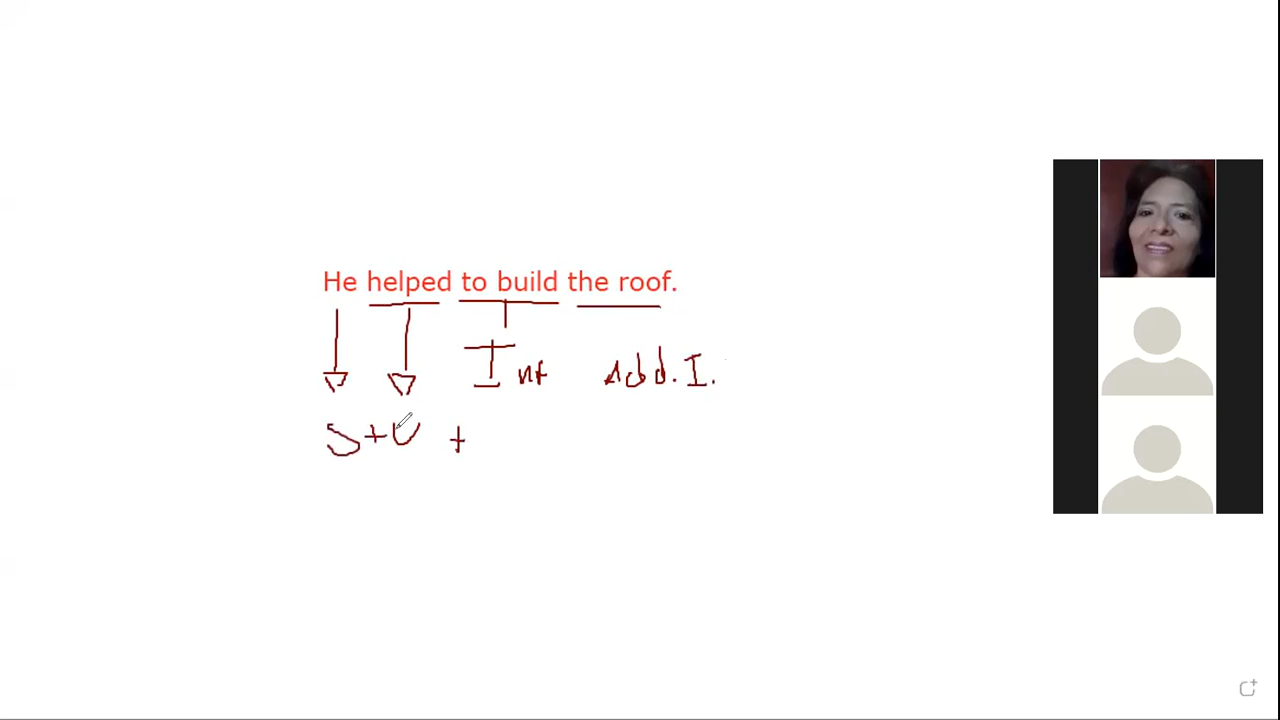 He helped to build the roof.
Inf Add. I.
S + V +